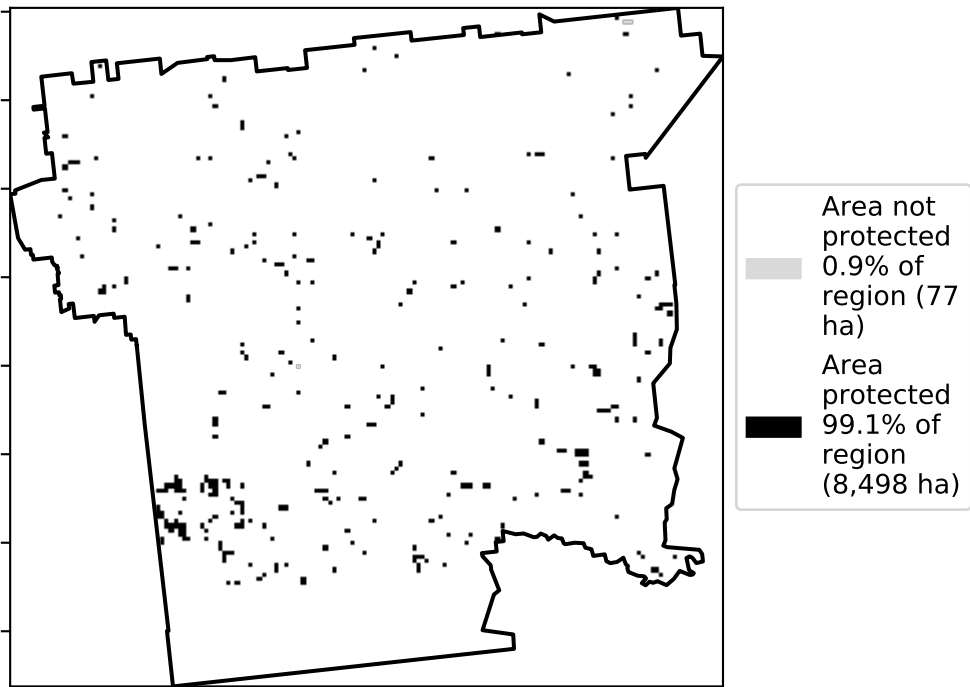 Area not
protected
0.9% of
region (77
ha)
Area
protected
99.1% of
region
(8,498 ha)